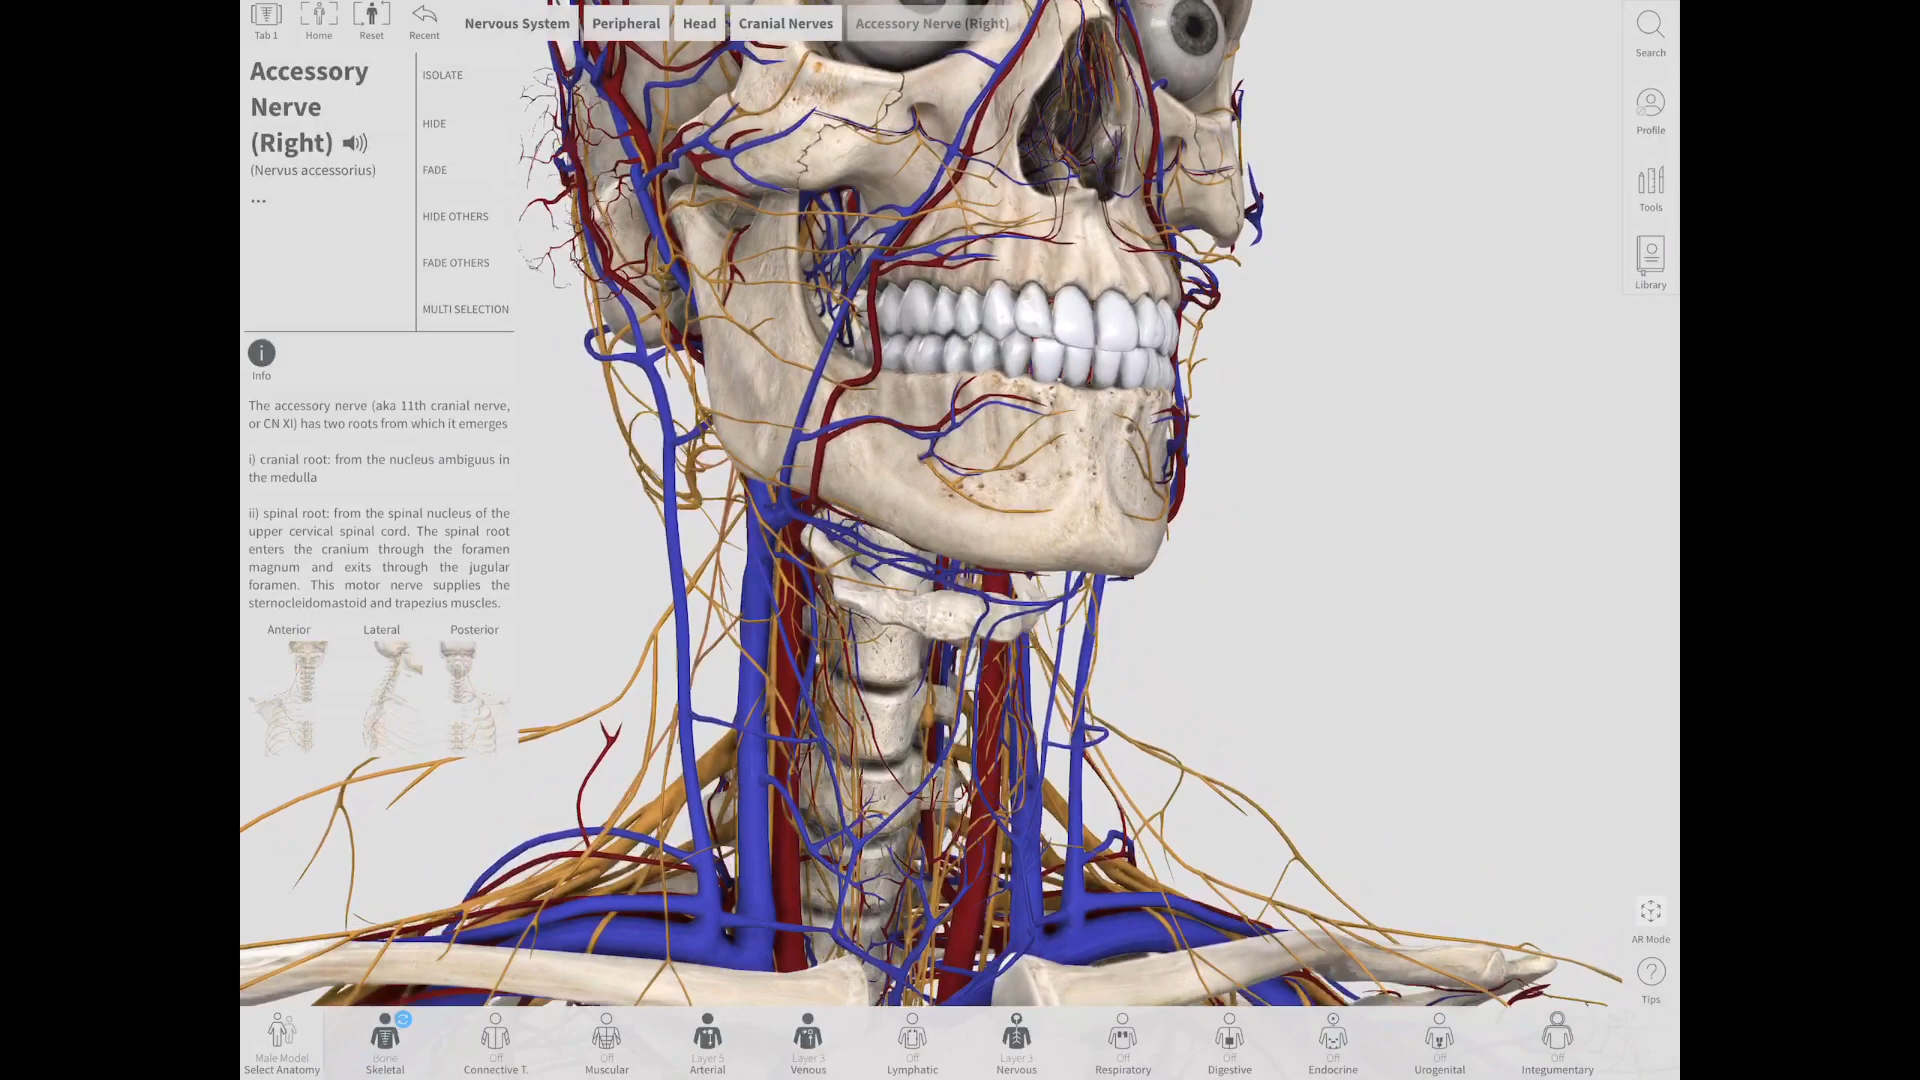 Tab 1
Home
Reset
Recent
Nervous System
Peripheral
Head
Cranial Nerves
Accessory Nerve (Right)
Accessory
Nerve
(Right)
(Nervus accessorius)
...
ISOLATE
HIDE
FADE
HIDE OTHERS
FADE OTHERS
MULTI SELECTION
i
Info
The accessory nerve (aka 11th cranial nerve,
or CN XI) has two roots from which it emerges
i) cranial root: from the nucleus ambiguus in
the medulla
ii) spinal root: from the spinal nucleus of the
upper cervical spinal cord. The spinal root
enters the cranium through the foramen
magnum and exits through the jugular
foramen. This motor nerve supplies the
sternocleidomastoid and trapezius muscles.
Anterior
Lateral
Posterior
Search
Profile
Tools
Library
AR Mode
?
Tips
Male Model
Select Anatomy
Bone
Skeletal
Off
Connective T.
Off
Muscular
Layer 5
Arterial
Layer 3
Venous
Off
Lymphatic
Layer 3
Nervous
Off
Respiratory
Off
Digestive
Off
Endocrine
Off
Urogenital
Off
Integumentary